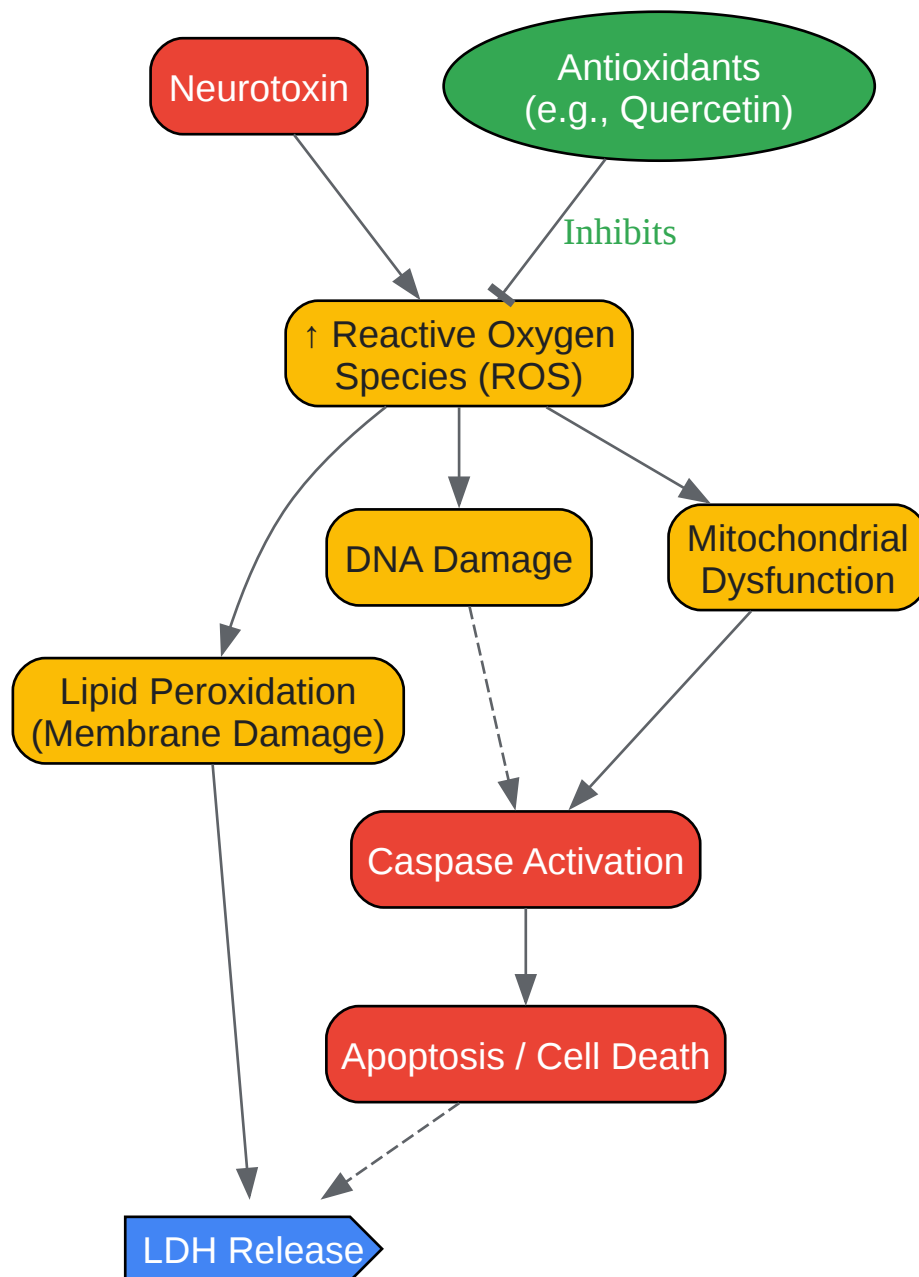 Neurotoxin
Antioxidants
(e.g., Quercetin)
Inhibits
↑ Reactive Oxygen
Species (ROS)
DNA Damage
Mitochondrial
Dysfunction
Lipid Peroxidation
(Membrane Damage)
Caspase Activation
Apoptosis / Cell Death
LDH Release